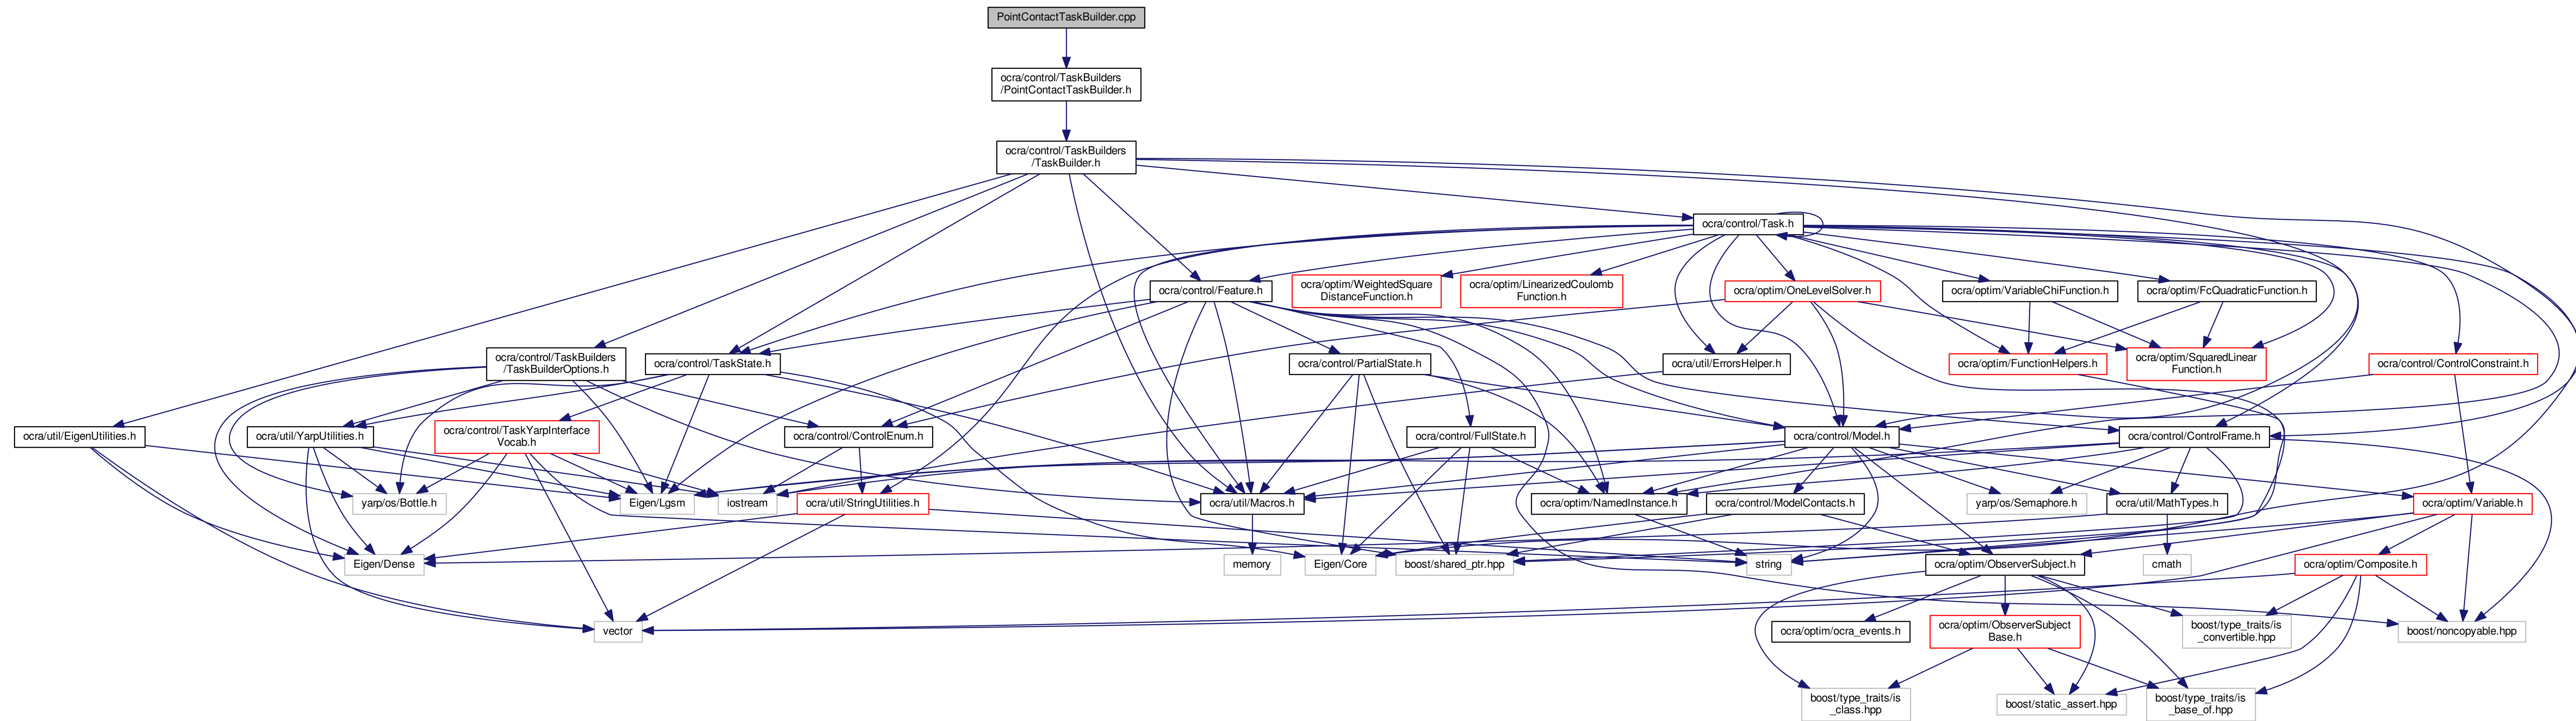 PointContactTaskBuilder.cpp
ocra/control/TaskBuilders
/PointContactTaskBuilder.h
ocra/control/TaskBuilders
/TaskBuilder.h
ocra/control/Task.h
ocra/control/Feature.h
ocra/optim/WeightedSquare
DistanceFunction.h
ocra/optim/LinearizedCoulomb
Function.h
ocra/optim/OneLevelSolver.h
ocra/optim/VariableChiFunction.h
ocra/optim/FcQuadraticFunction.h
ocra/control/TaskBuilders
/TaskBuilderOptions.h
ocra/control/TaskState.h
ocra/control/PartialState.h
ocra/util/ErrorsHelper.h
ocra/optim/FunctionHelpers.h
ocra/optim/SquaredLinear
Function.h
ocra/control/ControlConstraint.h
ocra/util/EigenUtilities.h
ocra/util/YarpUtilities.h
ocra/control/TaskYarpInterface
Vocab.h
ocra/control/ControlEnum.h
ocra/control/FullState.h
ocra/control/Model.h
ocra/control/ControlFrame.h
yarp/os/Bottle.h
Eigen/Lgsm
iostream
ocra/util/StringUtilities.h
ocra/util/Macros.h
ocra/optim/NamedInstance.h
ocra/control/ModelContacts.h
yarp/os/Semaphore.h
ocra/util/MathTypes.h
ocra/optim/Variable.h
Eigen/Dense
memory
Eigen/Core
boost/shared_ptr.hpp
string
ocra/optim/ObserverSubject.h
cmath
ocra/optim/Composite.h
vector
ocra/optim/ocra_events.h
ocra/optim/ObserverSubject
Base.h
boost/type_traits/is
_convertible.hpp
boost/noncopyable.hpp
boost/type_traits/is
_class.hpp
boost/static_assert.hpp
boost/type_traits/is
_base_of.hpp